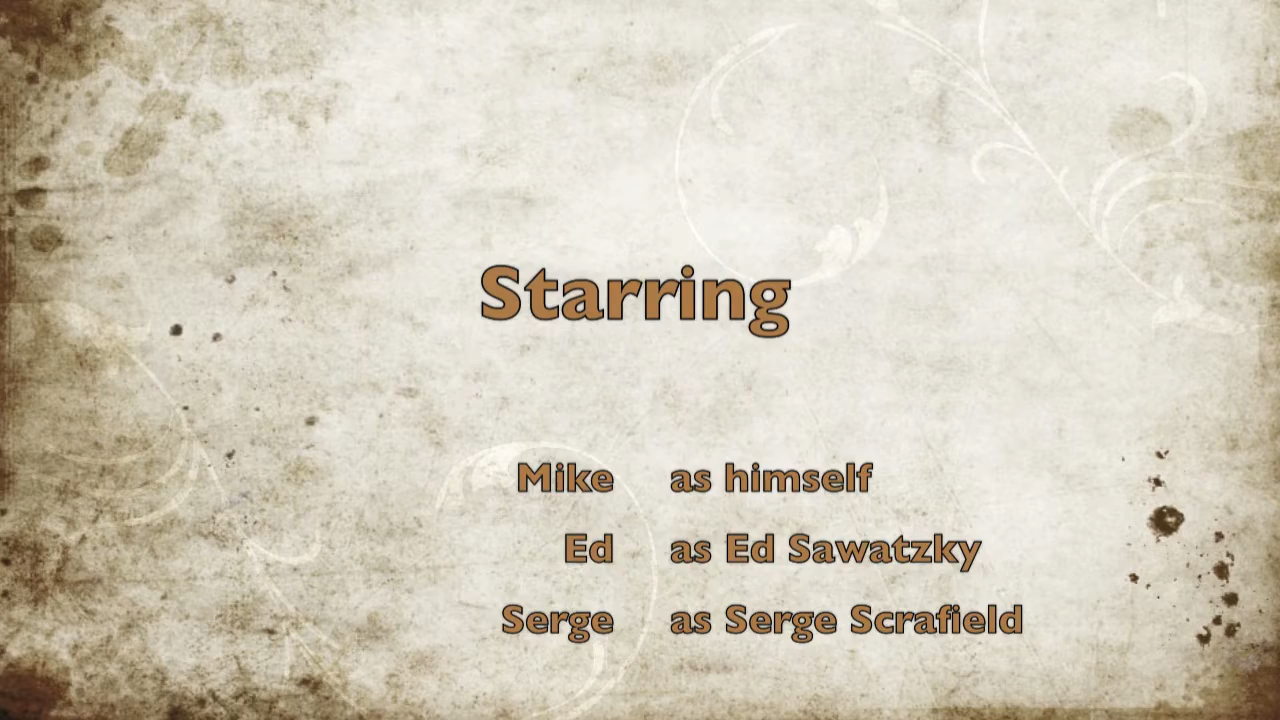 Starring
Mike as himself
Ed as Ed Sawatzky
Serge as Serge Scrafield